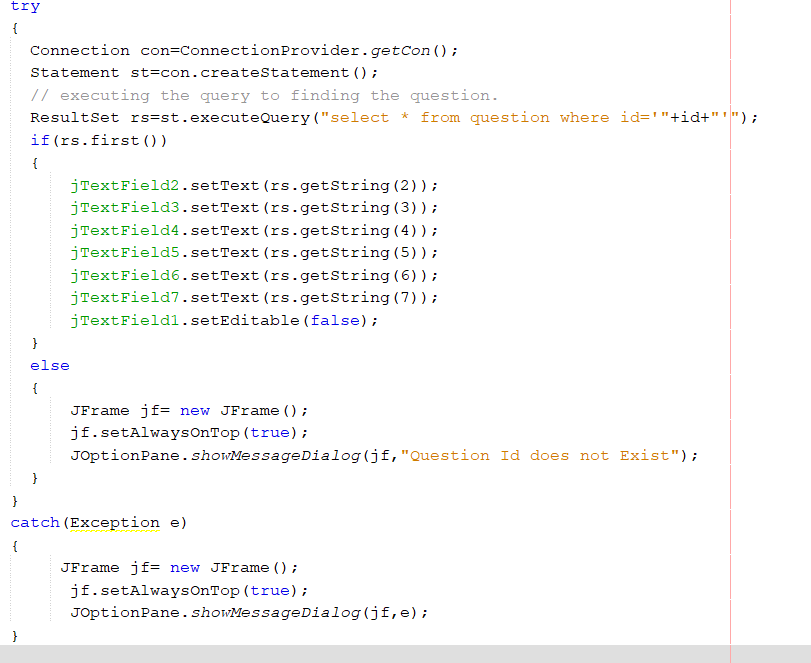 try
{
Connection con=ConnectionProvider.getCon();
Statement st=con.createStatement();
// executing the query to finding the question.
ResultSet rs=st.executeQuery("select * from question where id='"+id+"'");
if(rs.first())
{
jTextField2.setText(rs.getString(2));
jTextField3.setText(rs.getString(3));
jTextField4.setText(rs.getString(4));
jTextField5.setText(rs.getString(5));
jTextField6.setText(rs.getString(6));
jTextField7.setText(rs.getString(7));
jTextField1.setEditable(false);
}
else
{
JFrame jf= new JFrame();
jf.setAlwaysOnTop(true);
JOptionPane.showMessageDialog(jf,"Question Id does not Exist");
}
}
catch(Exception e)
{
JFrame jf= new JFrame();
jf.setAlwaysOnTop(true);
JOptionPane.showMessageDialog(jf,e);
}